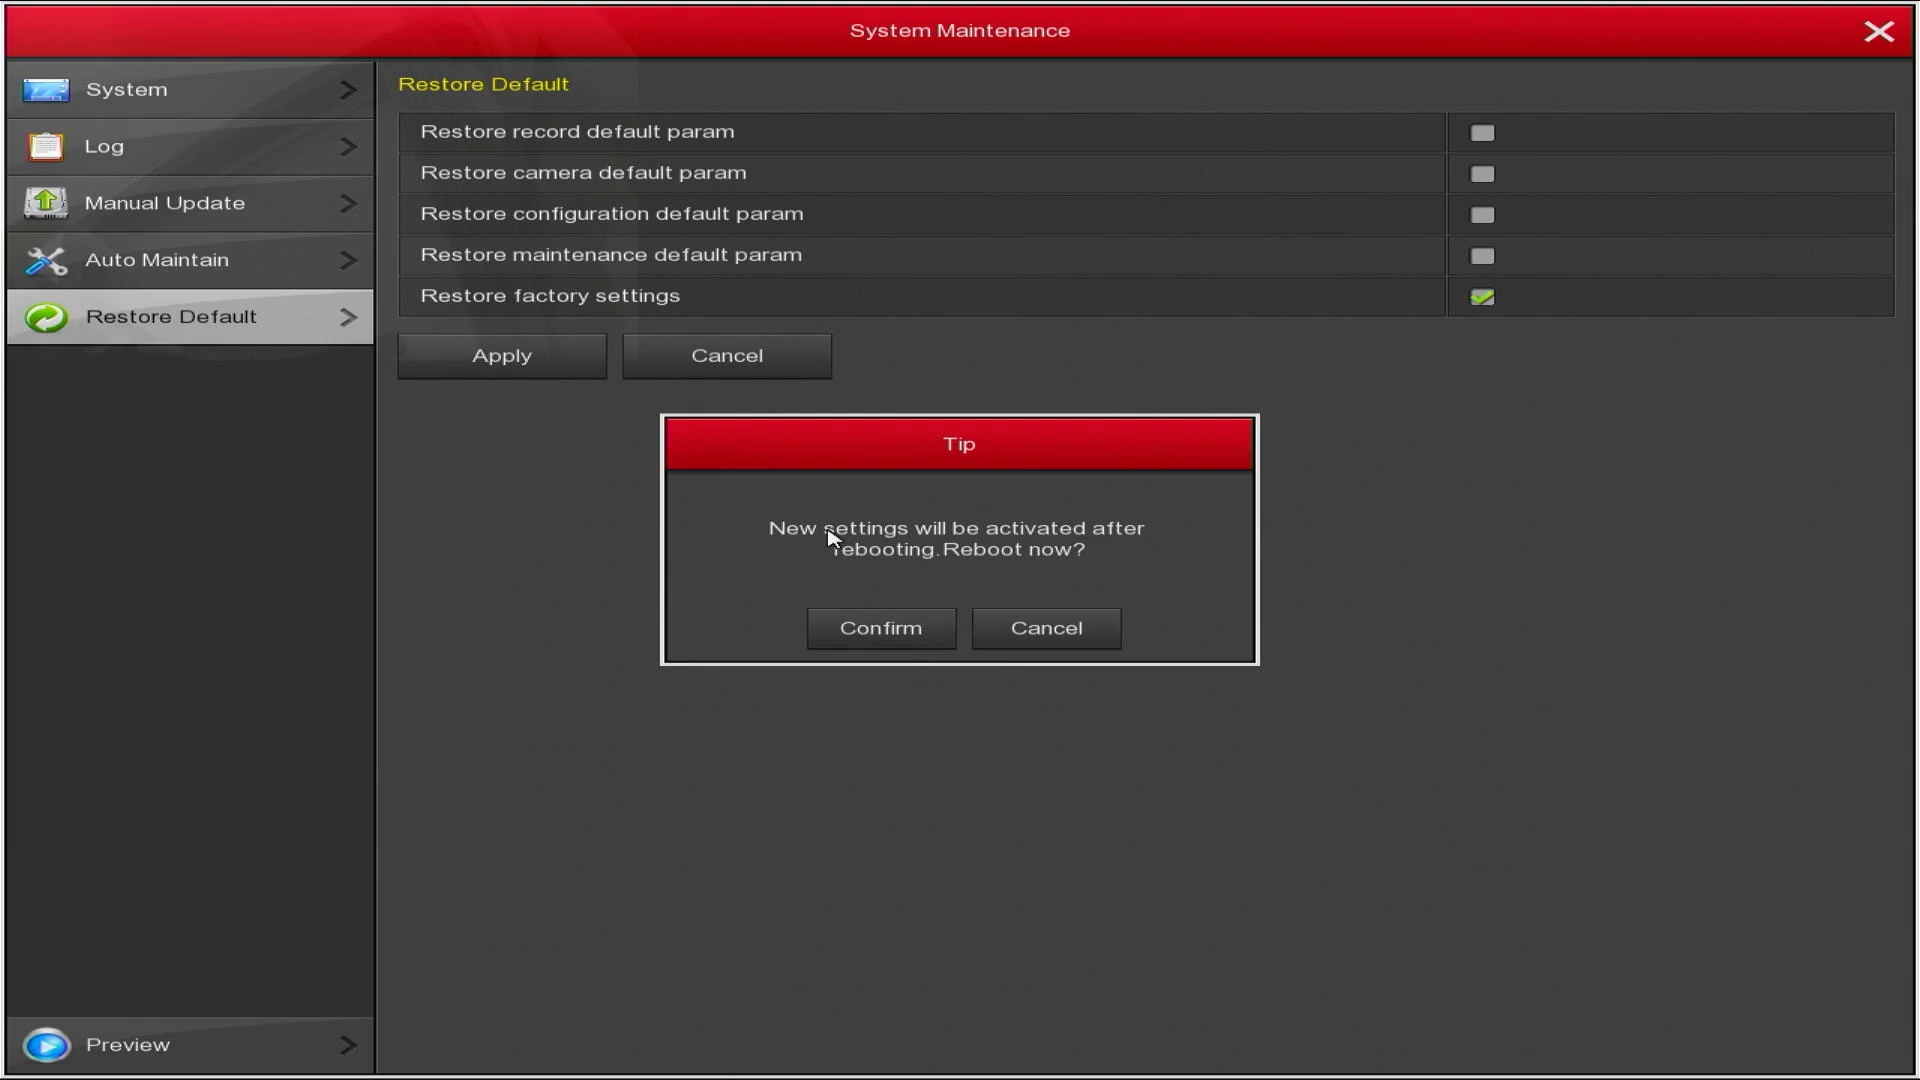 System Maintenance
System
Log
Manual Update
Auto Maintain
Restore Default
Preview
Restore Default
Restore record default param
Restore camera default param
Restore configuration default param
Restore maintenance default param
Restore factory settings
Apply
Cancel
Tip
New settings will be activated after
rebooting.Reboot now?
Confirm
Cancel